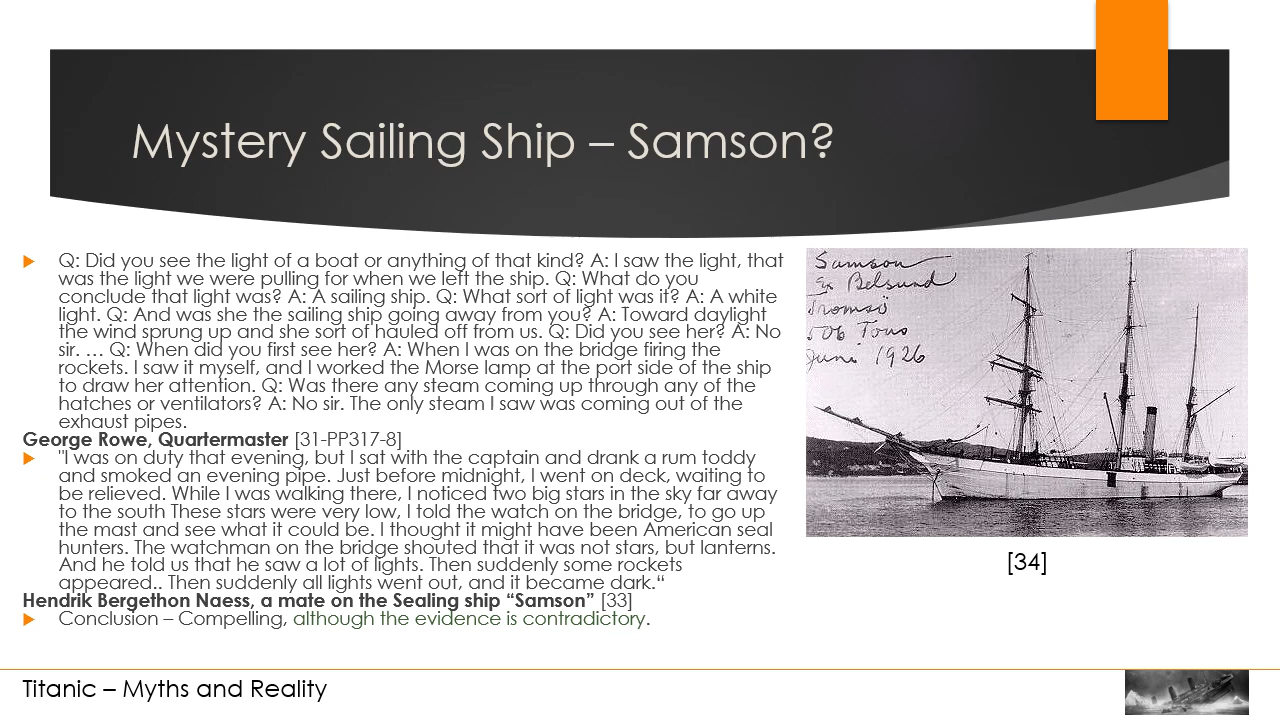 Mystery Sailing Ship – Samson?
Q: Did you see the light of a boat or anything of that kind? A: I saw the light, that
was the light we were pulling for when we left the ship. Q: What do you
conclude that light was? A: A sailing ship. Q: What sort of light was it? A: A white
light. Q: And was she the sailing ship going away from you? A: Toward daylight
the wind sprung up and she sort of hauled off from us. Q: Did you see her? A: No
sir. … Q: When did you first see her? A: When I was on the bridge firing the
rockets. I saw it myself, and I worked the Morse lamp at the port side of the ship
to draw her attention. Q: Was there any steam coming up through any of the
hatches or ventilators? A: No sir. The only steam I saw was coming out of the
exhaust pipes.
George Rowe, Quartermaster [31-PP317-8]
"I was on duty that evening, but I sat with the captain and drank a rum toddy
and smoked an evening pipe. Just before midnight, I went on deck, waiting to
be relieved. While I was walking there, I noticed two big stars in the sky far away
to the south These stars were very low, I told the watch on the bridge, to go up
the mast and see what it could be. I thought it might have been American seal
hunters. The watchman on the bridge shouted that it was not stars, but lanterns.
And he told us that he saw a lot of lights. Then suddenly some rockets
appeared.. Then suddenly all lights went out, and it became dark.“
Hendrik Bergethon Naess, a mate on the Sealing ship “Samson” [33]
Conclusion – Compelling, although the evidence is contradictory.
Samson
Ex Belsund
Tromsö
506 Tons
Juni 1926
[34]
Titanic – Myths and Reality